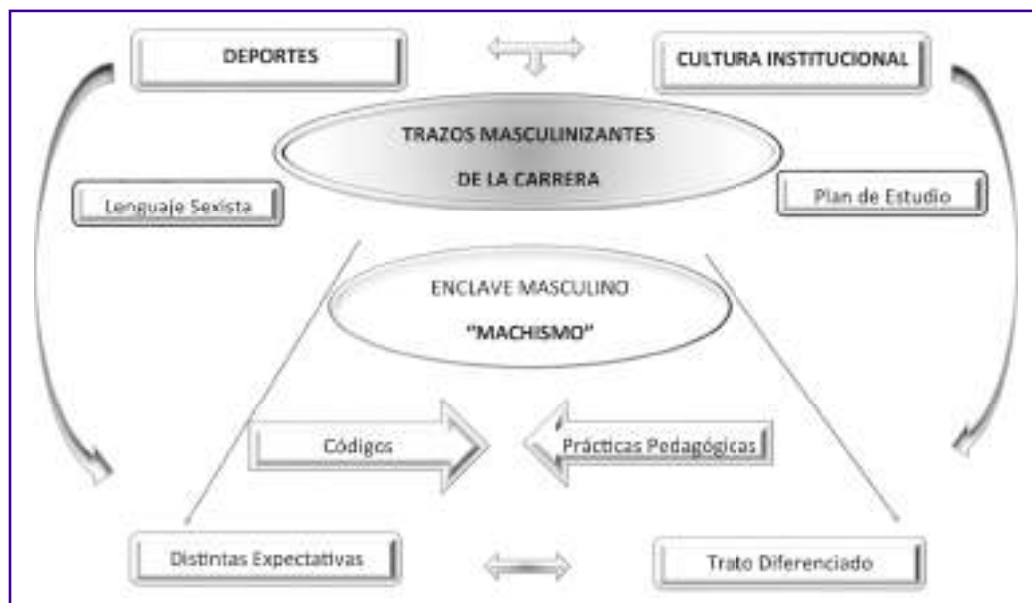 DEPORTES
CULTURA INSTITUCIONAL
TRAZOS MASCULINIZANTES
DE LA CARRERA
Lenguaje Sexista
Plan de Estudio
ENCLAVE MASCULINO
“MACHISMO”
Códigos
Prácticas Pedagógicas
Distintas Expectativas
Trato Diferenciado